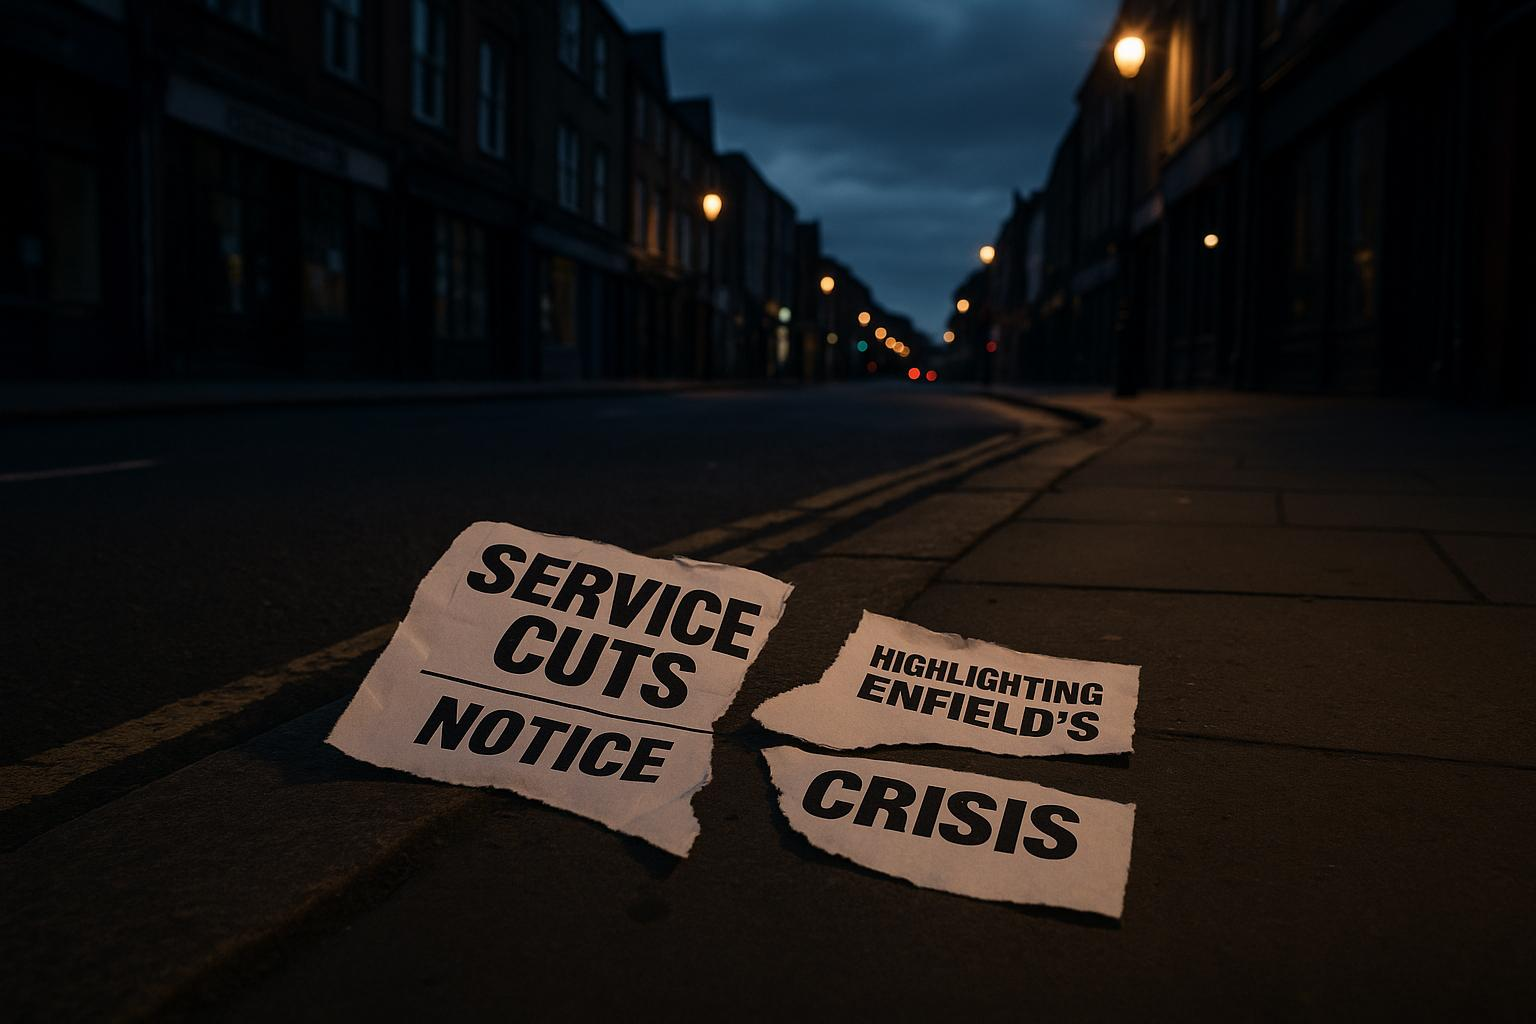 SERVICE
CUTS
NOTICE
HIGHLIGHTING
ENFIELD'S
CRISIS